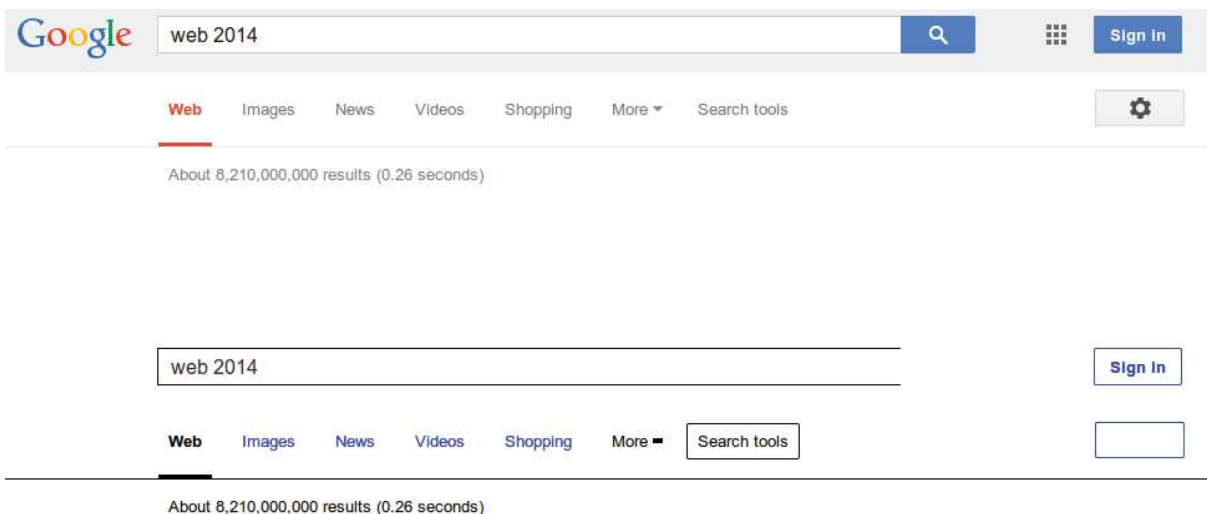 Google web 2014 Sign in
Web Images News Videos Shopping More Search tools
About 8,210,000,000 results (0.26 seconds)
web 2014 Sign in
Web Images News Videos Shopping More Search tools
About 8,210,000,000 results (0.26 seconds)